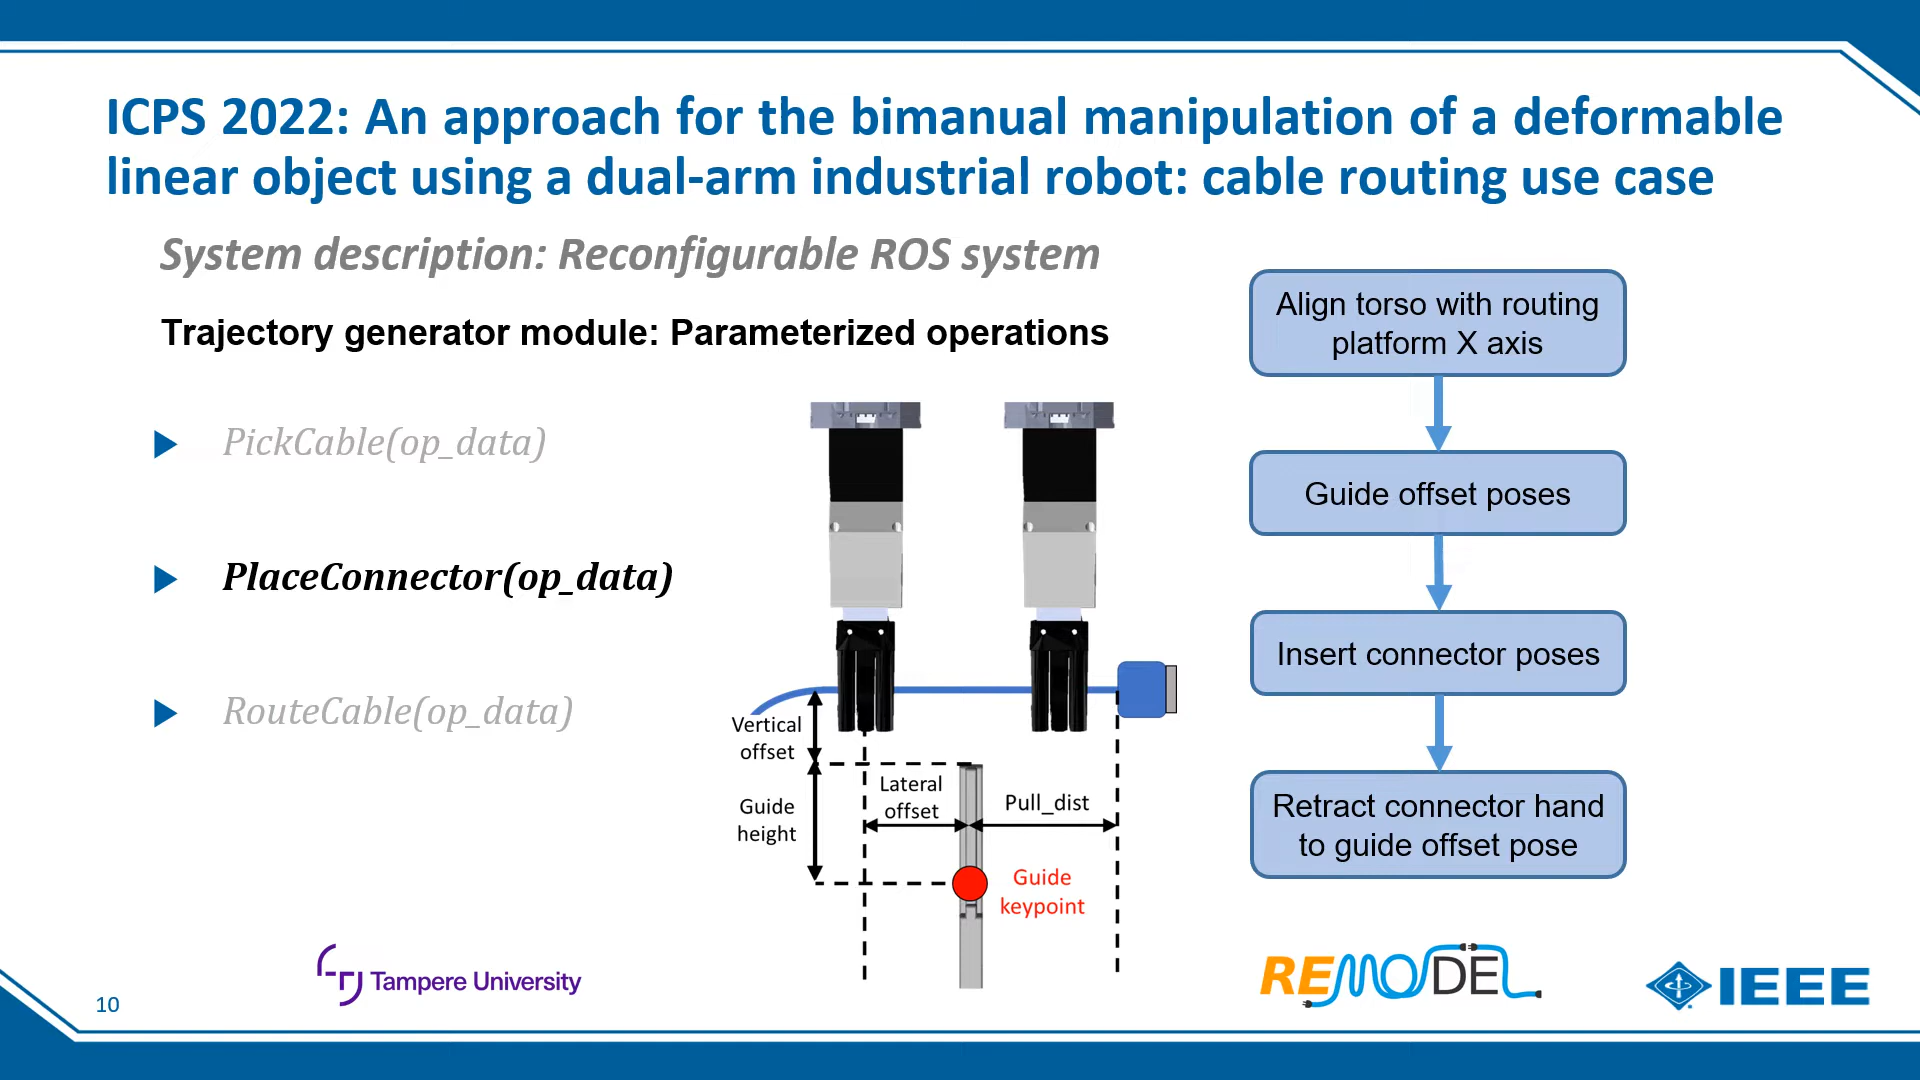 ICPS 2022: An approach for the bimanual manipulation of a deformable
linear object using a dual-arm industrial robot: cable routing use case
System description: Reconfigurable ROS system
Trajectory generator module: Parameterized operations
PickCable(op_data)
PlaceConnector(op_data)
RouteCable(op_data)
Vertical
offset
Guide
height
Lateral
offset
Pull_dist
Guide
keypoint
Align torso with routing
platform X axis
Guide offset poses
Insert connector poses
Retract connector hand
to guide offset pose
10
Tampere University
REMODEL
IEEE